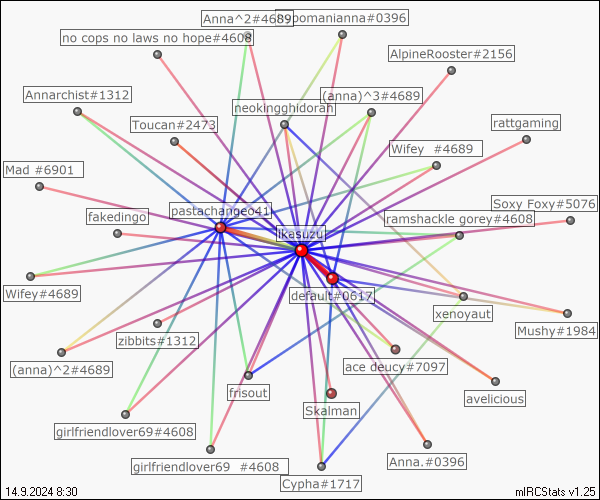 Anna^2#4689
opomanianna#0396
no cops no laws no hope#4608
AlpineRooster#2156
Annarchist#1312
(anna)^3#4689
neokingghidorah
Toucan#2473
rattgaming
Wifey #4689
Mad #6901
Soxy Foxy#5076
pastachange041
fakedingo
ramshackle gorey#4608
lkasuzu
Wifey#4689
default#0617
xenoyaut
Mushy#1984
zibbits#1312
(anna)^2#4689
ace deucy#7097
frisout
avelicious
Skalman
girlfriendlover69#4608
girlfriendlover69 #4608
Anna.#0396
Cypha#1717
14.9.2024 8:30
mIRCStats v1.25